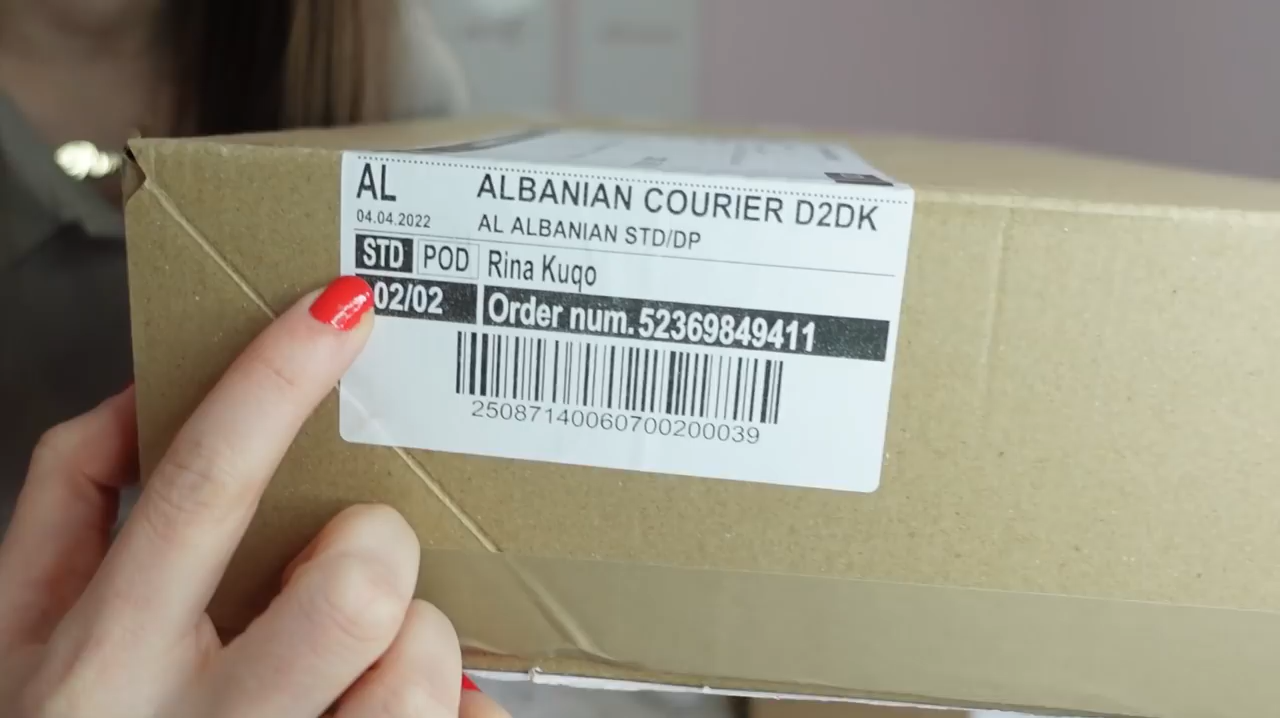 AL
ALBANIAN COURIER D2DK
04.04.2022
AL ALBANIAN STD/DP
STD POD Rina Kuqo
02/02 Order num. 52369849411
25087140060700200039